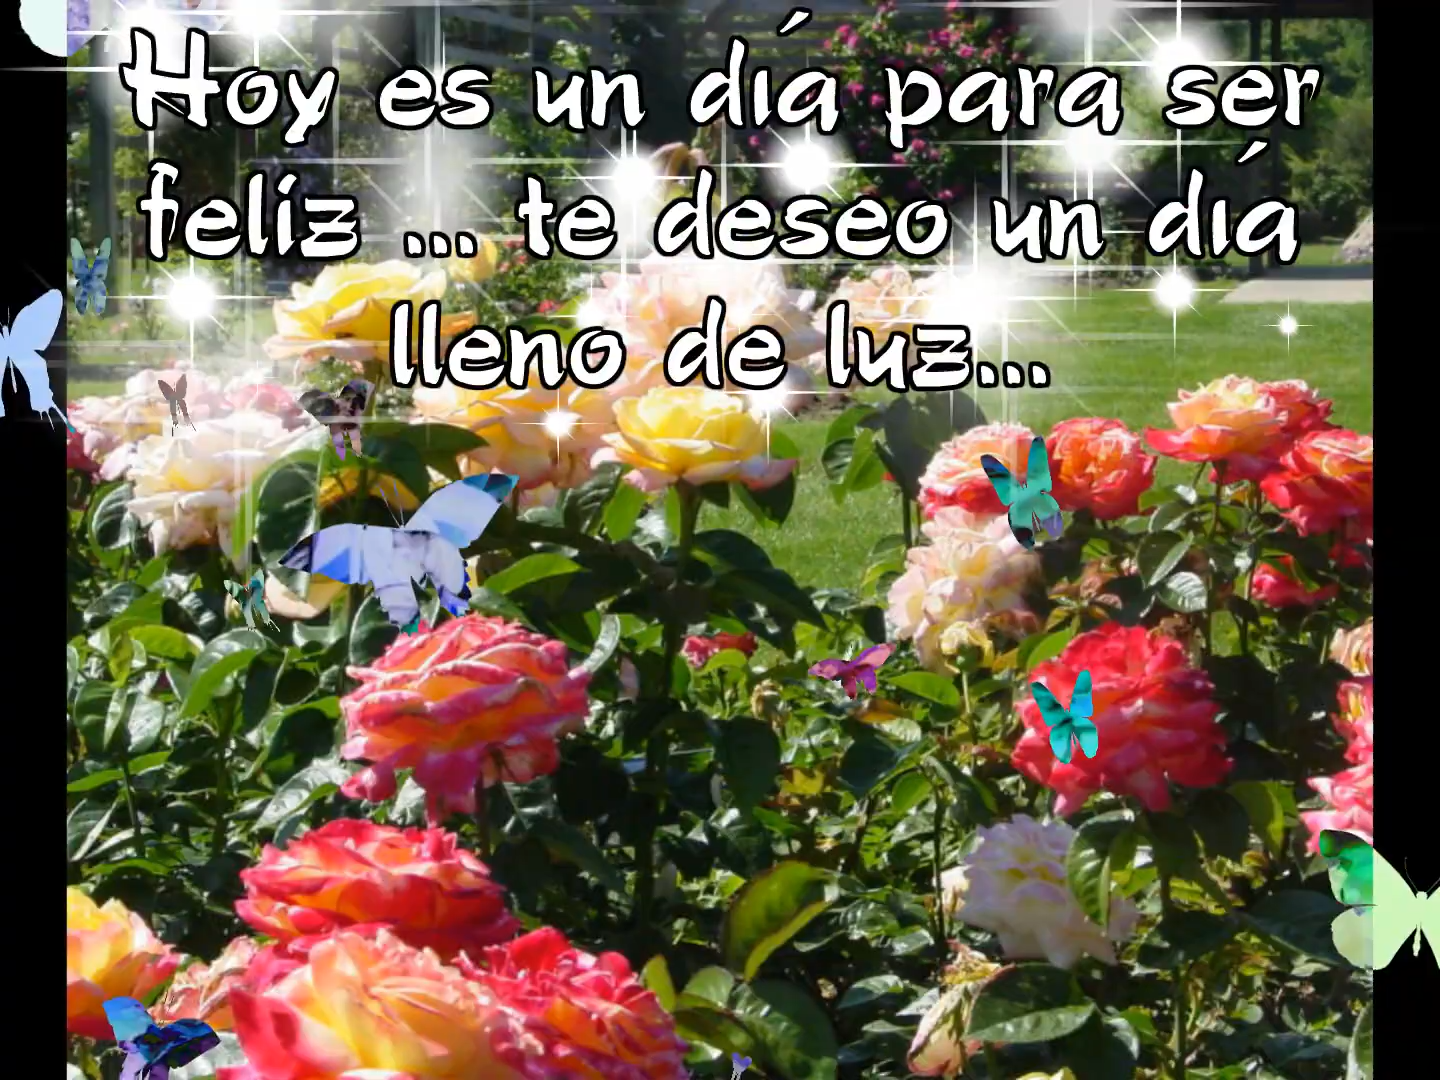 Hoy es un día para ser
feliz ... te deseo un día
lleno de luz...